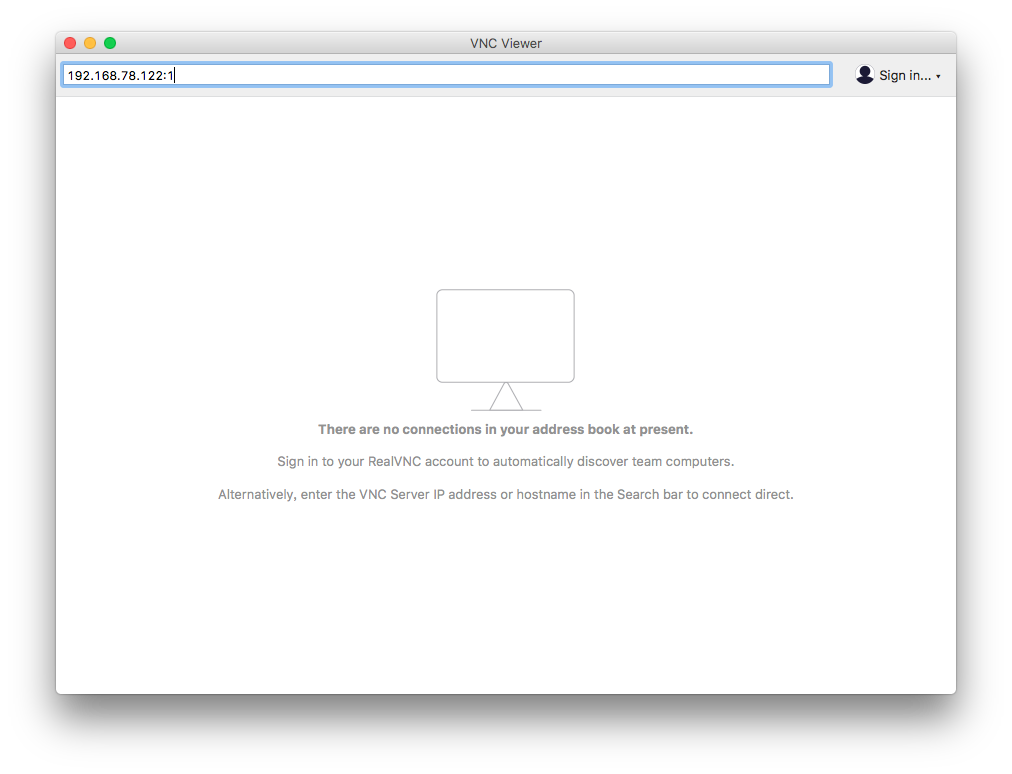 VNC Viewer
192.168.78.122:1
Sign in...
There are no connections in your address book at present.
Sign in to your RealVNC account to automatically discover team computers.
Alternatively, enter the VNC Server IP address or hostname in the Search bar to connect direct.